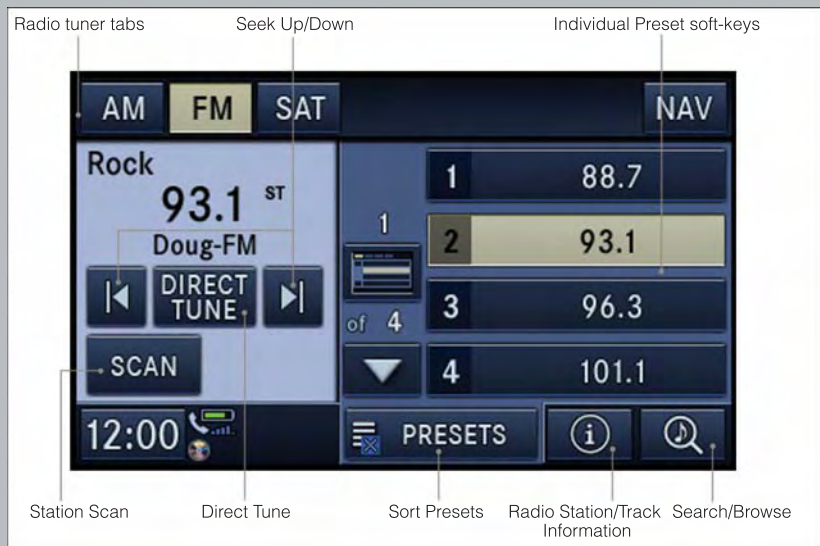 Radio tuner tabs
Seek Up/Down
Individual Preset soft-keys
AM
FM
SAT
NAV
Rock
93.1 ST
Doug-FM
DIRECT
TUNE
SCAN
1
of 4
1 88.7
2 93.1
3 96.3
4 101.1
12:00
PRESETS
i
Station Scan
Direct Tune
Sort Presets
Radio Station/Track
Information
Search/Browse